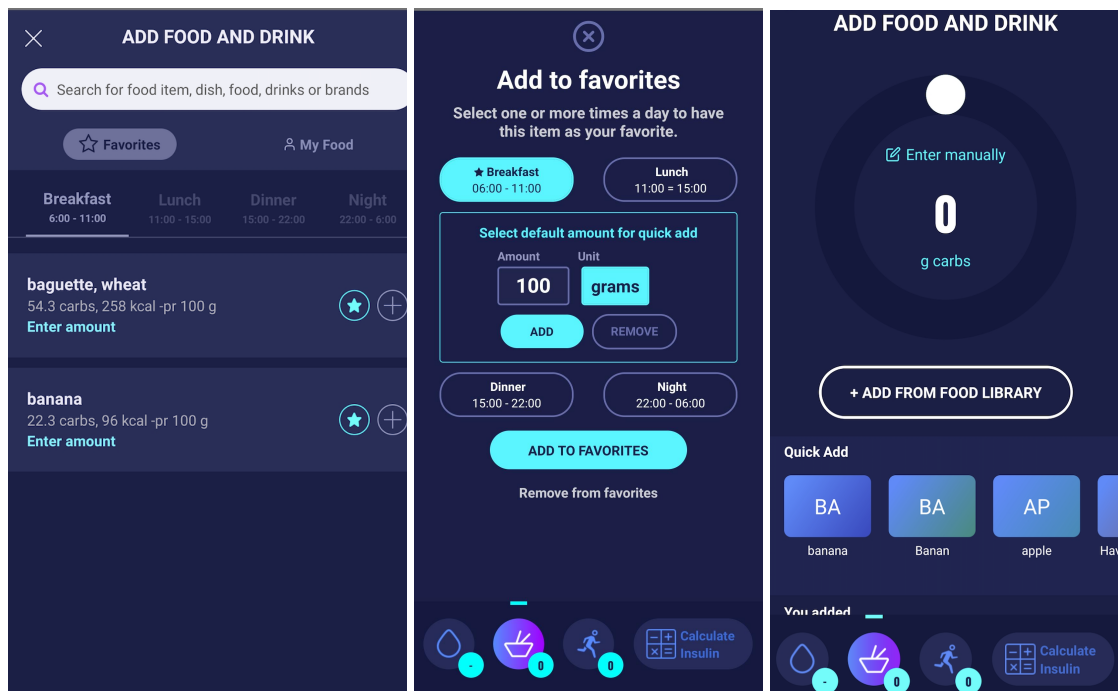 ADD FOOD AND DRINK
Search for food item, dish, food, drinks or brands
Favorites
My Food
Breakfast
6:00 - 11:00
Lunch
11:00 - 15:00
Dinner
15:00 - 22:00
Night
22:00 - 6:00
baguette, wheat
54.3 carbs, 258 kcal -pr 100 g
Enter amount
banana
22.3 carbs, 96 kcal -pr 100 g
Enter amount
Add to favorites
Select one or more times a day to have
this item as your favorite.
Breakfast
06:00 - 11:00
Lunch
11:00 = 15:00
Select default amount for quick add
Amount
Unit
100
grams
ADD
REMOVE
Dinner
15:00 - 22:00
Night
22:00 - 06:00
ADD TO FAVORITES
Remove from favorites
-
0
0
Calculate
Insulin
ADD FOOD AND DRINK
Enter manually
0
g carbs
+ ADD FROM FOOD LIBRARY
Quick Add
BA
BA
AP
banana
Banan
apple
Hav
You added
-
0
0
Calculate
Insulin